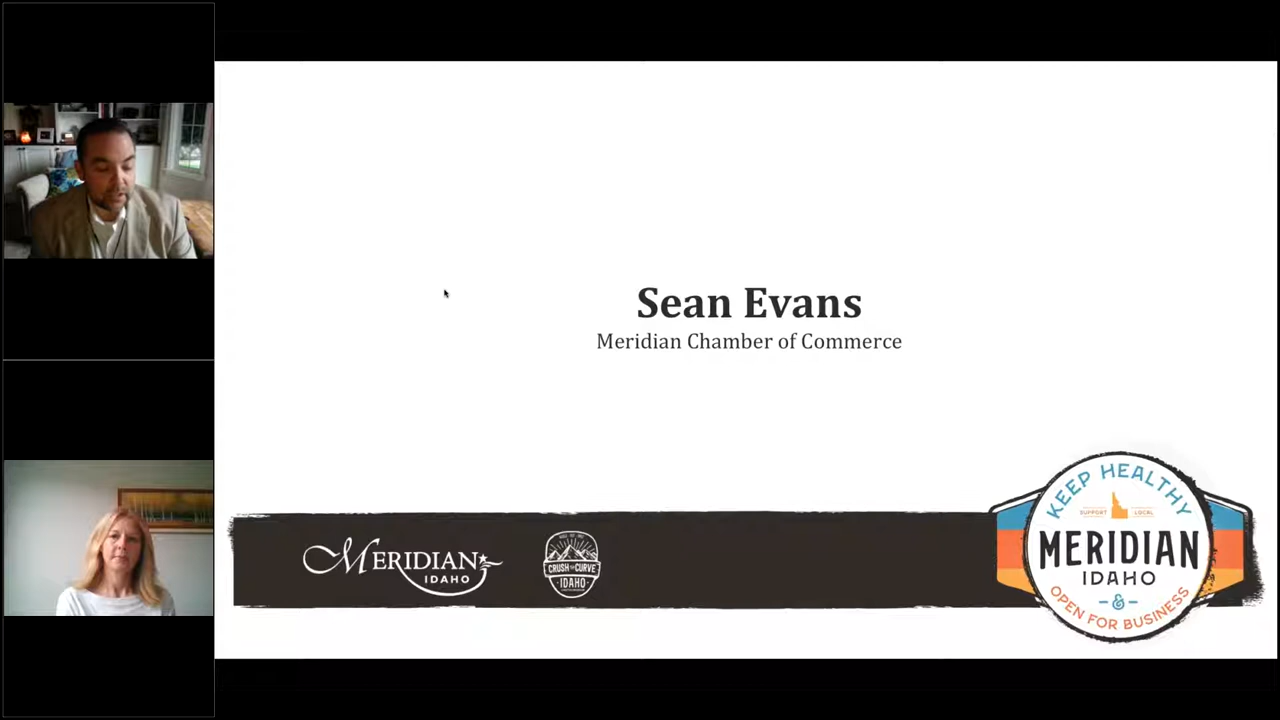 Sean Evans
Meridian Chamber of Commerce
MERIDIAN
IDAHO
CRUSH THE CURVE
IDAHO
KEEP HEALTHY
SUPPORT LOCAL
MERIDIAN
IDAHO
&
OPEN FOR BUSINESS